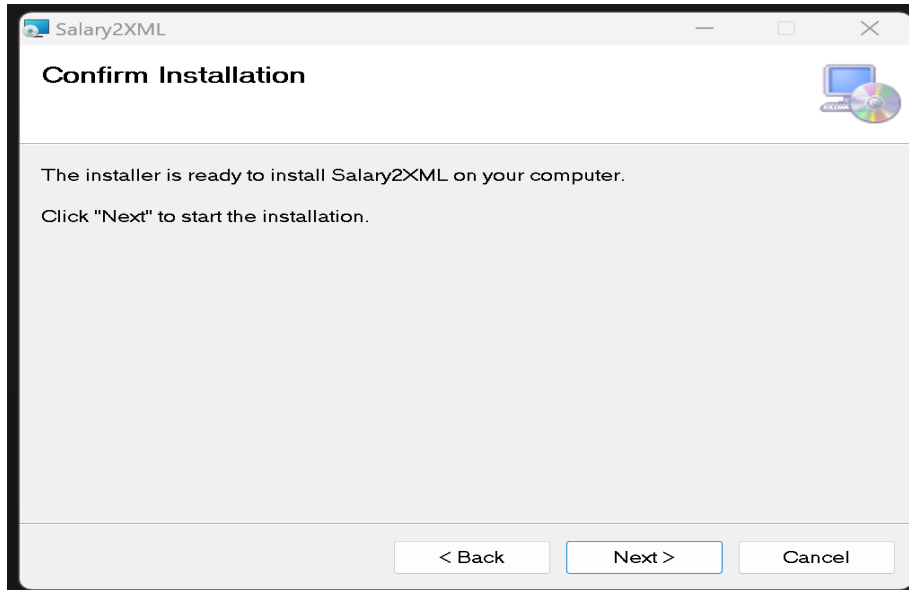 Salary2XML
Confirm Installation
The installer is ready to install Salary2XML on your computer.
Click "Next" to start the installation.
< Back
Next >
Cancel